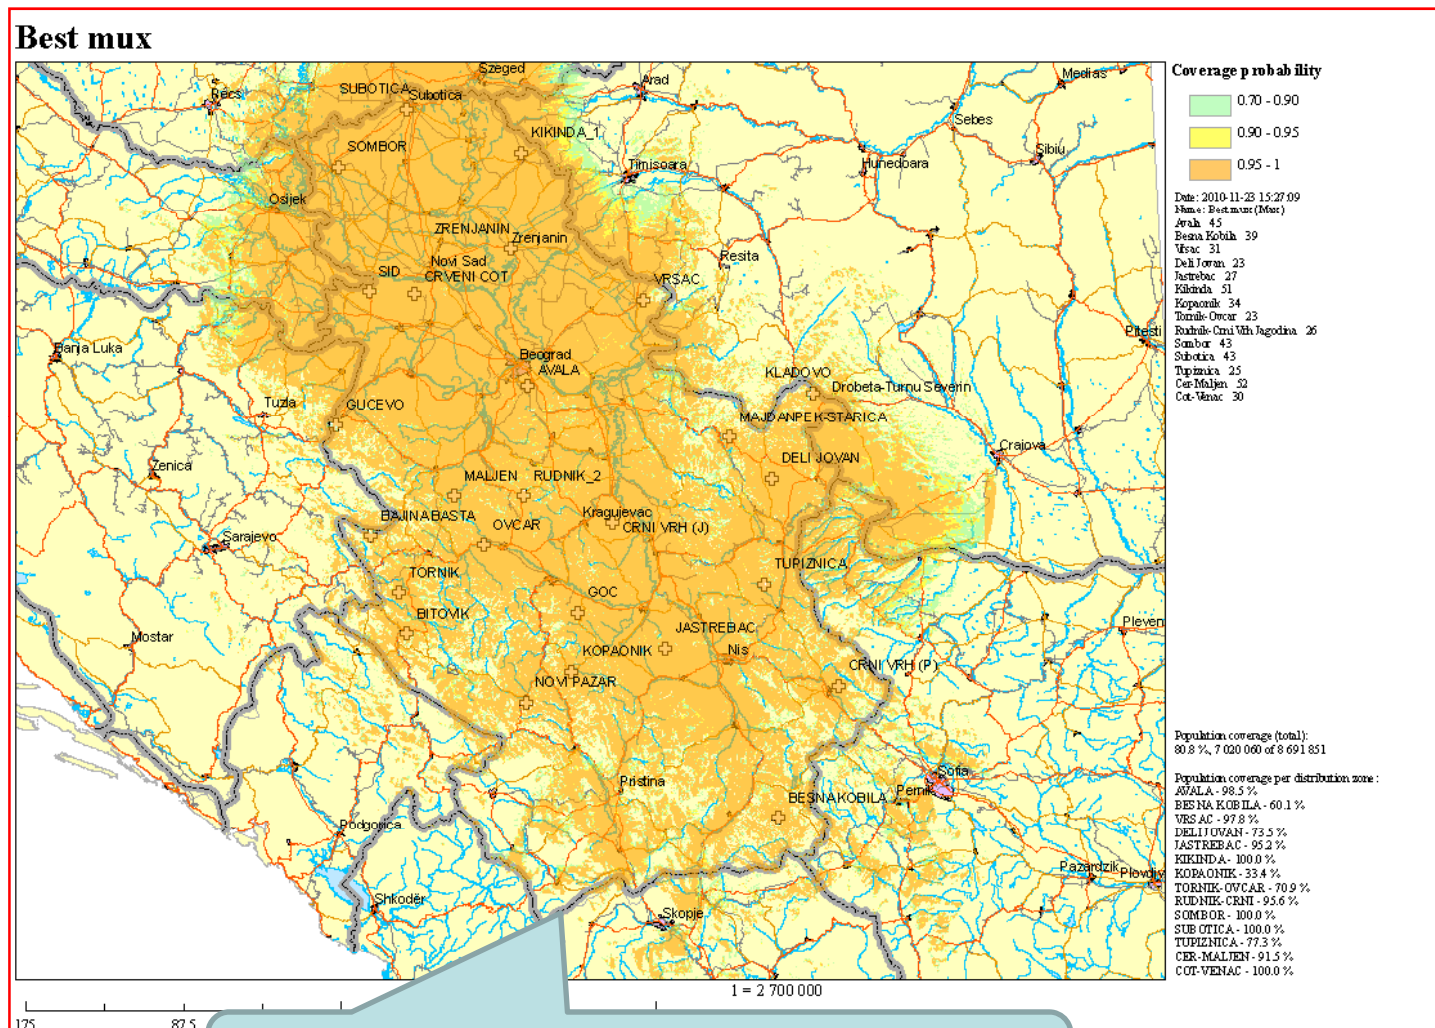 Best mux
Szeged
Arad
Medias
Pécs
SUBOTICA
Subotica
Sebes
KIKINDA_1
SOMBOR
Sibiu
Timisoara
Hunedoara
Osijek
ZRENJANIN
Zrenjanin
Novi Sad
Resita
SID
CRVENI COT
VRSAC
Pitesti
Banja Luka
Beograd
AVALA
KLADOVO
Drobeta-Turnu Severin
Tuzla
GUCEVO
MAJDANPEK-STARICA
Craiova
Zenica
DELI JOVAN
MALJEN
RUDNIK_2
BAJINA BASTA
OVCAR
Kragujevac
CRNI VRH (J)
Sarajevo
TORNIK
TUPIZNICA
GOC
BITOVIK
JASTREBAC
Mostar
Pleven
KOPAONIK
Nis
CRNI VRH (P)
NOVI PAZAR
Pristina
Sofia
BESNA KOBILA
Pernik
Podgorica
Pazardzik
Plovdiv
Shkodër
Skopje
1 = 2 700 000
175
87.5
Coverage probability
0.70 - 0.90
0.90 - 0.95
0.95 - 1
Date: 2010-11-23 15:27:09
Name: Best mux (Max)
Avala 45
Besna Kobila 39
Vrsac 31
Deli Jovan 23
Jastrebac 27
Kikinda 51
Kopaonik 34
Tornik-Ovcar 23
Rudnik-Crni Vrh Jagodina 26
Sombor 43
Subotica 43
Tupiznica 25
Cer-Maljen 52
Cot-Venac 30
Population coverage (total):
80.8 %, 7 020 060 of 8 691 851
Population coverage per distribution zone:
AVALA - 98.5 %
BESNA KOBILA - 60.1 %
VRSAC - 97.8 %
DELI JOVAN - 73.5 %
JASTREBAC - 95.2 %
KIKINDA - 100.0 %
KOPAONIK - 33.4 %
TORNIK-OVCAR - 70.9 %
RUDNIK-CRNI - 95.6 %
SOMBOR - 100.0 %
SUBOTICA - 100.0 %
TUPIZNICA - 77.3 %
CER-MALJEN - 91.5 %
COT-VENAC - 100.0 %